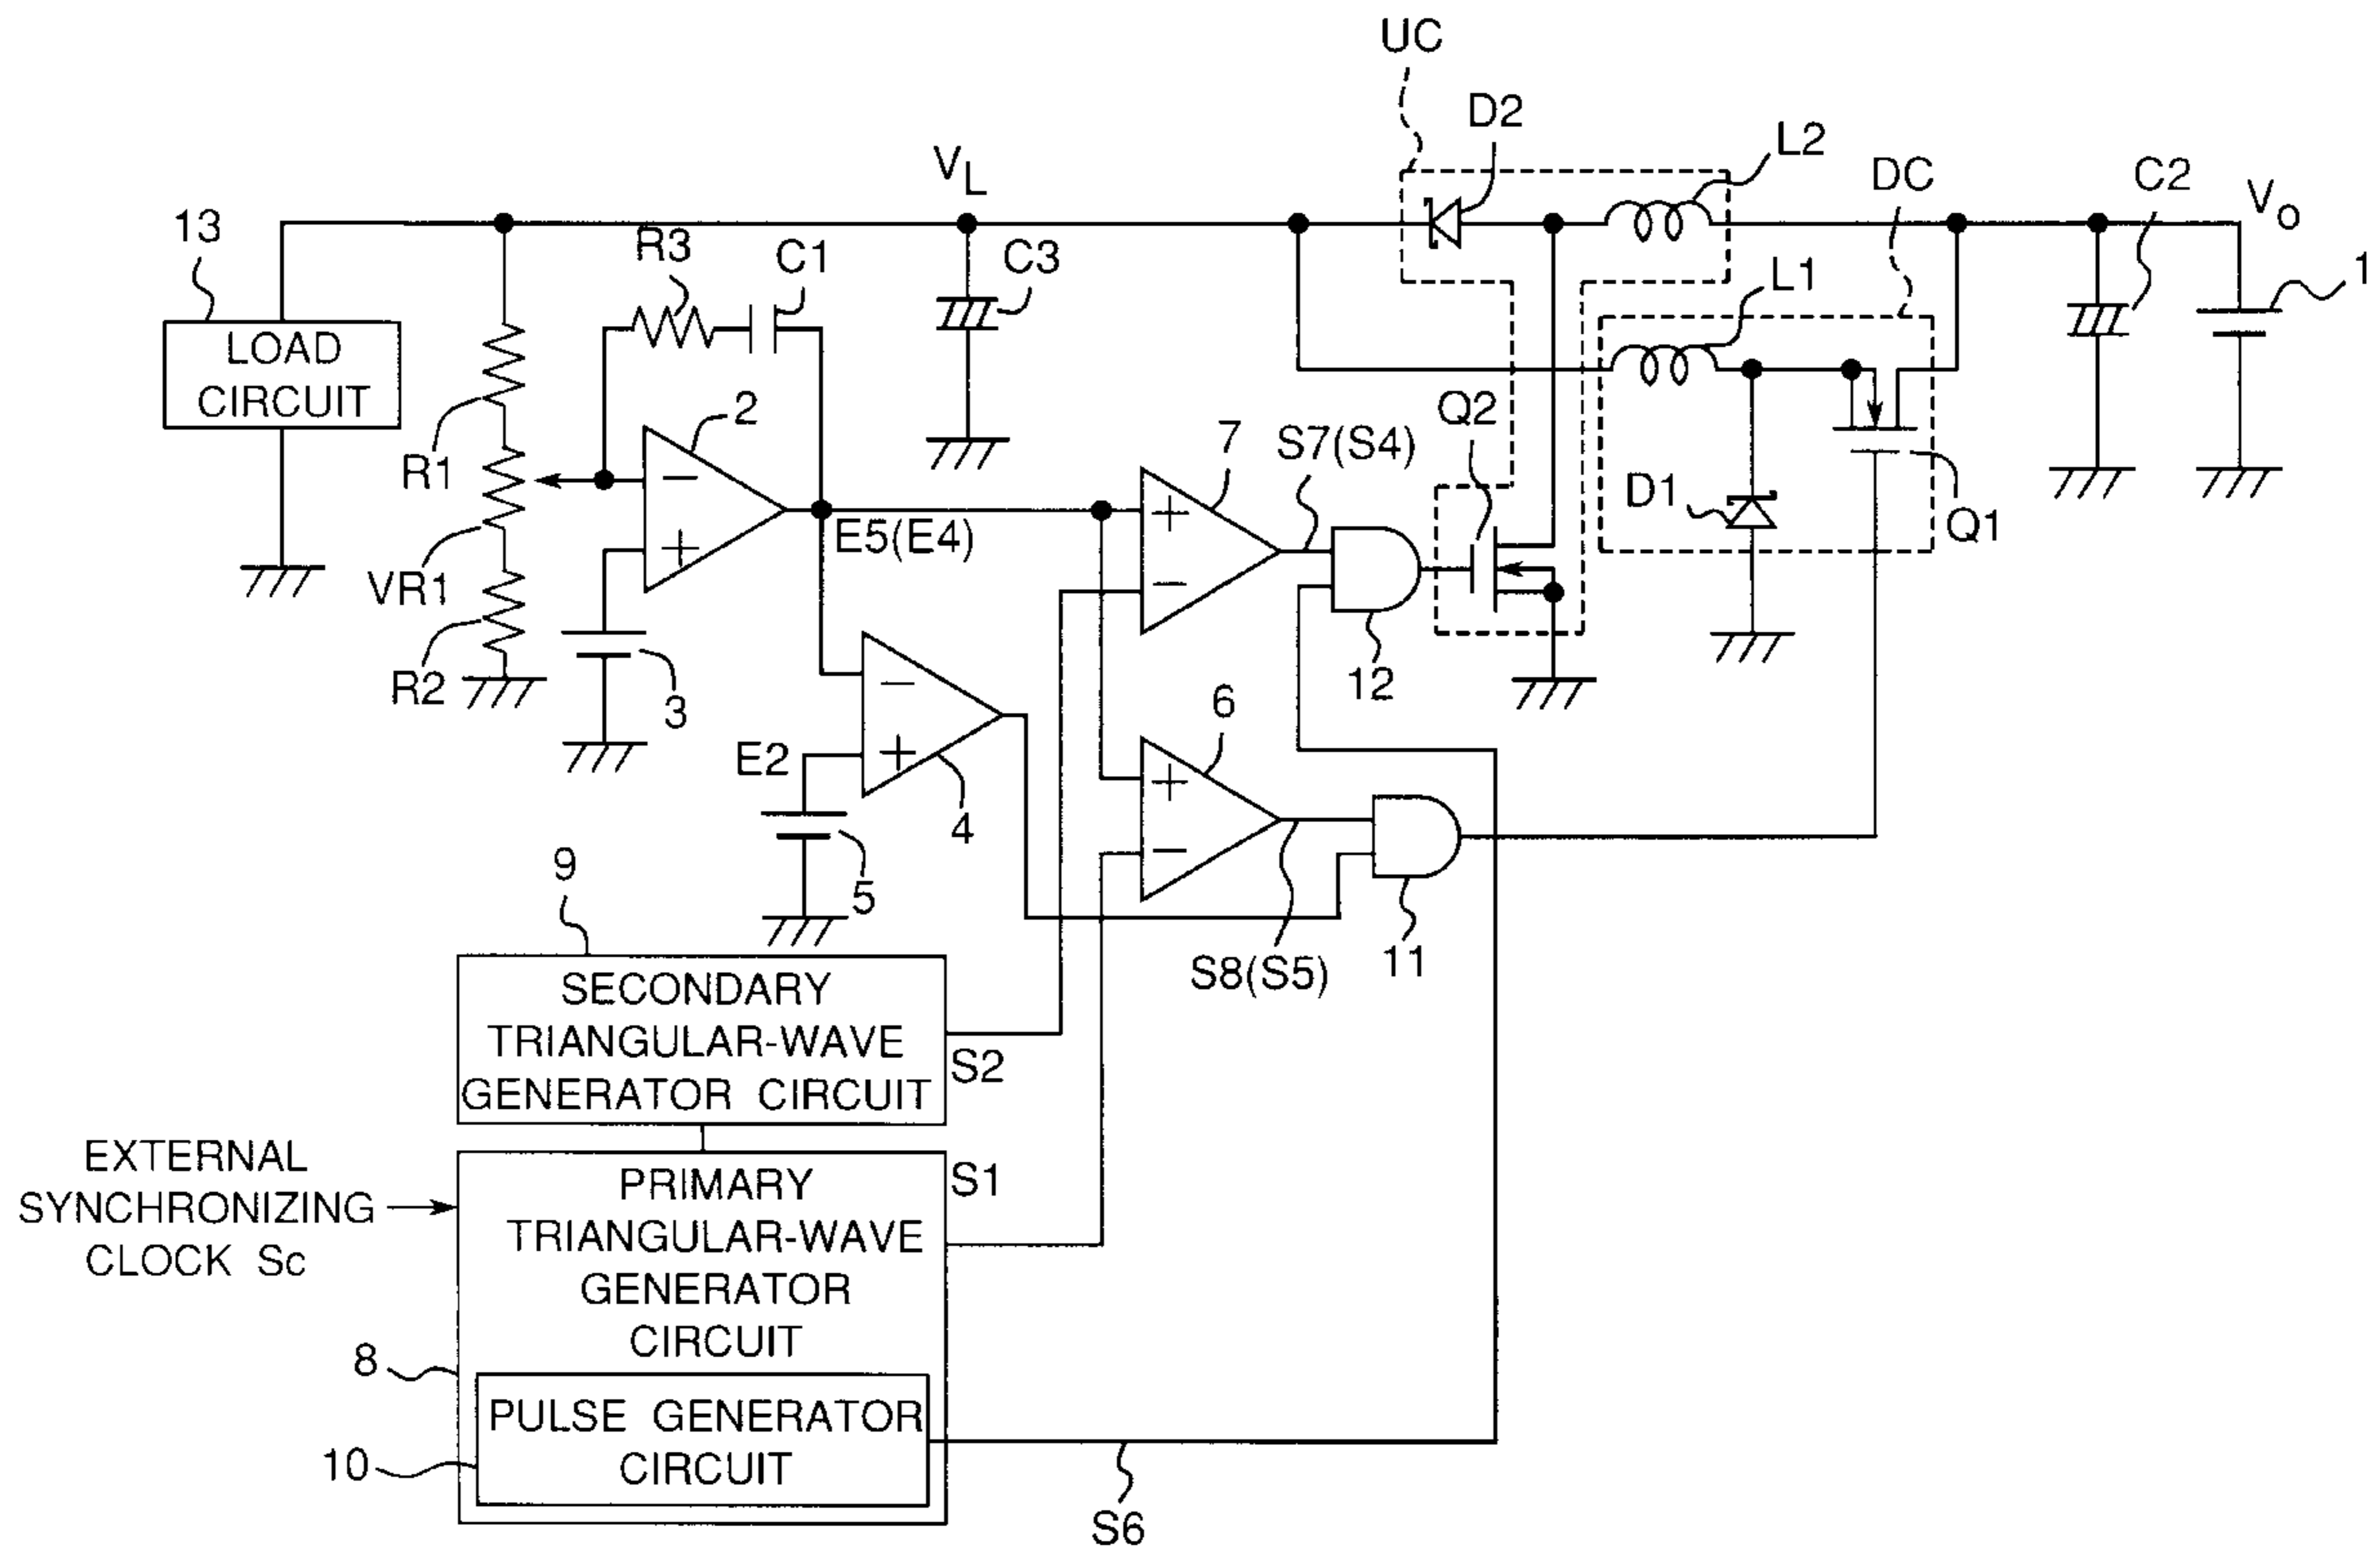 UC
D2
L2
VL
DC
C2
VO
13
R3
C1
C3
L1
1
LOAD
CIRCUIT
2
Q2
7
S7(S4)
R1
−
D1
Q1
+
E5(E4)
+
−
VR1
12
R2
3
−
6
E2
+
+
4
5
−
9
11
S8(S5)
SECONDARY
TRIANGULAR-WAVE
GENERATOR CIRCUIT
S2
EXTERNAL
SYNCHRONIZING
CLOCK Sc
S1
PRIMARY
TRIANGULAR-WAVE
GENERATOR
CIRCUIT
8
PULSE GENERATOR
CIRCUIT
10
S6